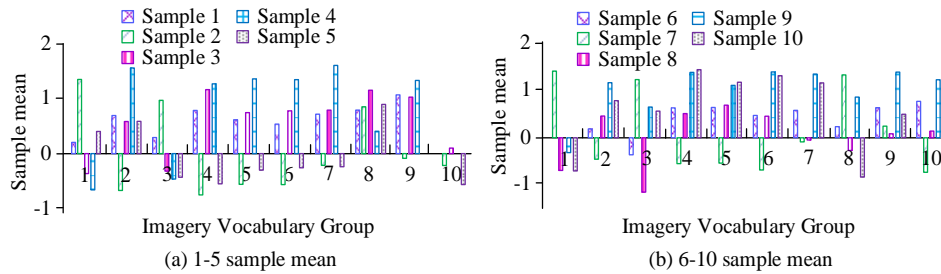 Sample 1
Sample 4
Sample 2
Sample 5
Sample 3
2
1
0
-1
Sample mean
1 2 3 4 5 6 7 8 9 10
Imagery Vocabulary Group
(a) 1-5 sample mean
Sample 6
Sample 9
Sample 7
Sample 10
Sample 8
2
1
0
-1
Sample mean
1 2 3 4 5 6 7 8 9 10
Imagery Vocabulary Group
(b) 6-10 sample mean